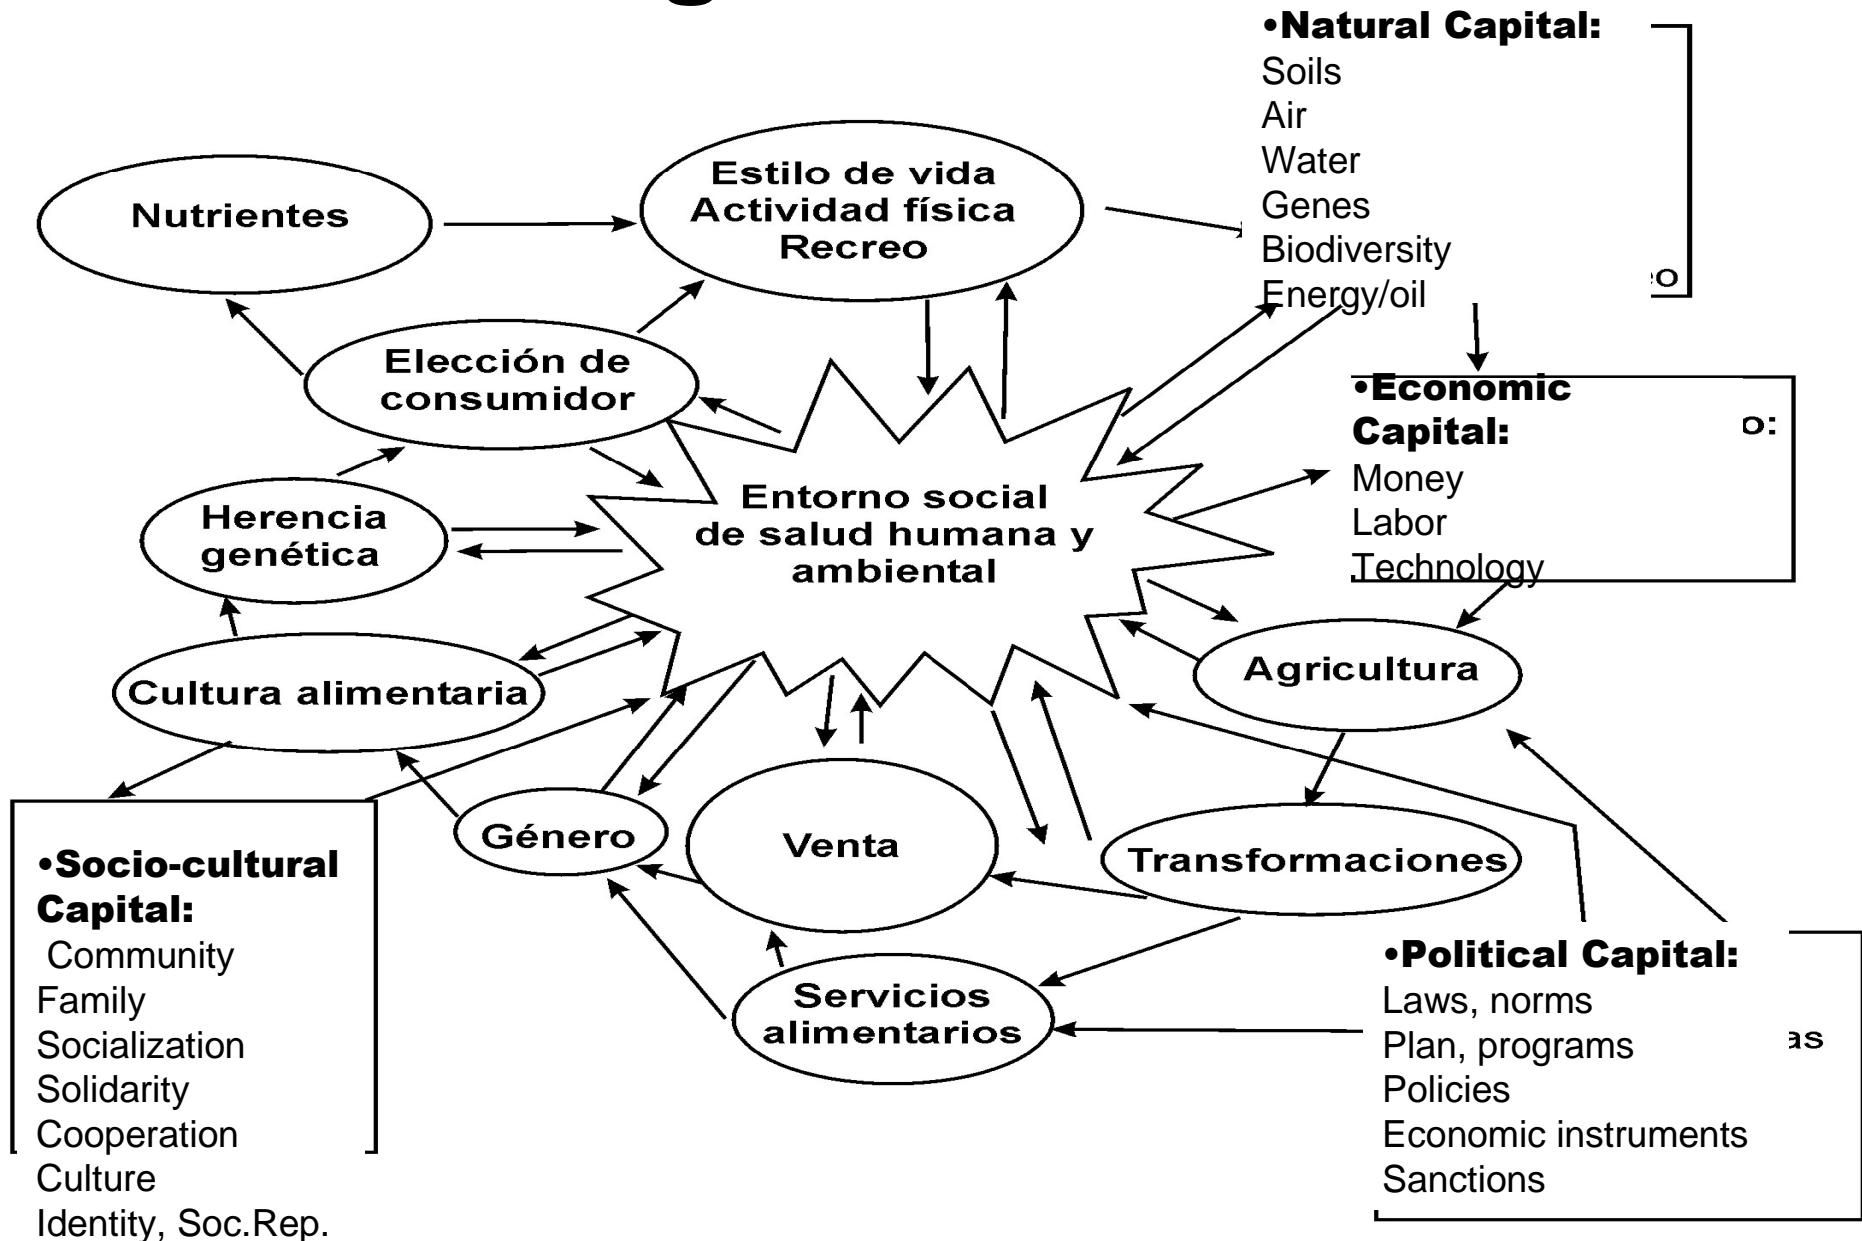 •Natural Capital:
Soils
Air
Water
Genes
Biodiversity
Energy/oil
Estilo de vida
Actividad física
Recreo
Nutrientes
Elección de
consumidor
•Economic
Capital:
o:
Money
Labor
Technology
Entorno social
de salud humana y
ambiental
Herencia
genética
Agricultura
Cultura alimentaria
Género
Venta
Transformaciones
•Socio-cultural
Capital:
Community
Family
Socialization
Solidarity
Cooperation
Culture
Identity, Soc.Rep.
Servicios
alimentarios
•Political Capital:
Laws, norms
Plan, programs
as
Policies
Economic instruments
Sanctions